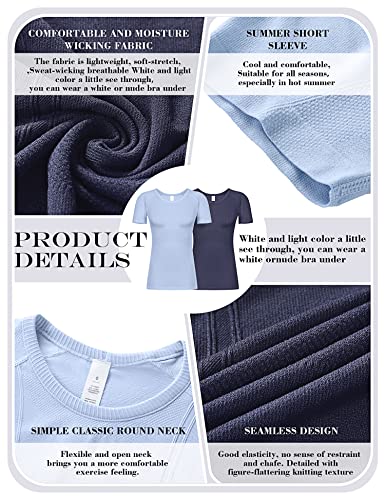 COMFORTABLE AND MOISTURE
WICKING FABRIC
The fabric is lightweight, soft-stretch,
,Sweat-wicking breathable White and light
color a little see through,
you can wear a white or nude bra under
SUMMER SHORT
SLEEVE
Cool and comfortable,
Suitable for all seasons,
especially in hot summer
PRODUCT
DETAILS
White and light color a little
see through, you can wear
a white ornude bra under
SIMPLE CLASSIC ROUND NECK
Flexible and open neck
brings you a more comfortable
exercise feeling.
SEAMLESS DESIGN
Good elasticity, no sense of restraint
and chafe. Detailed with
figure-flattering knitting texture